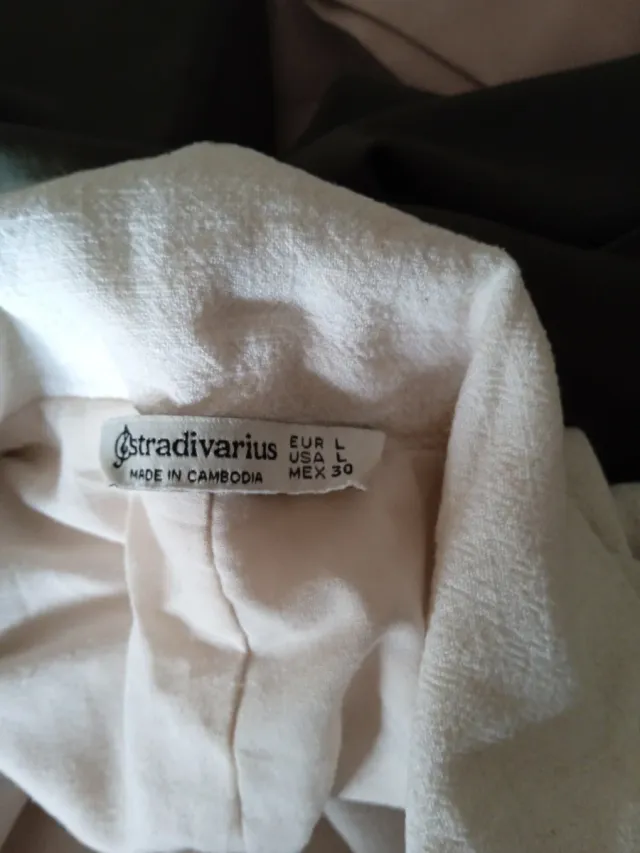 stradivarius
MADE IN CAMBODIA
EUR L
USA L
MEX 30